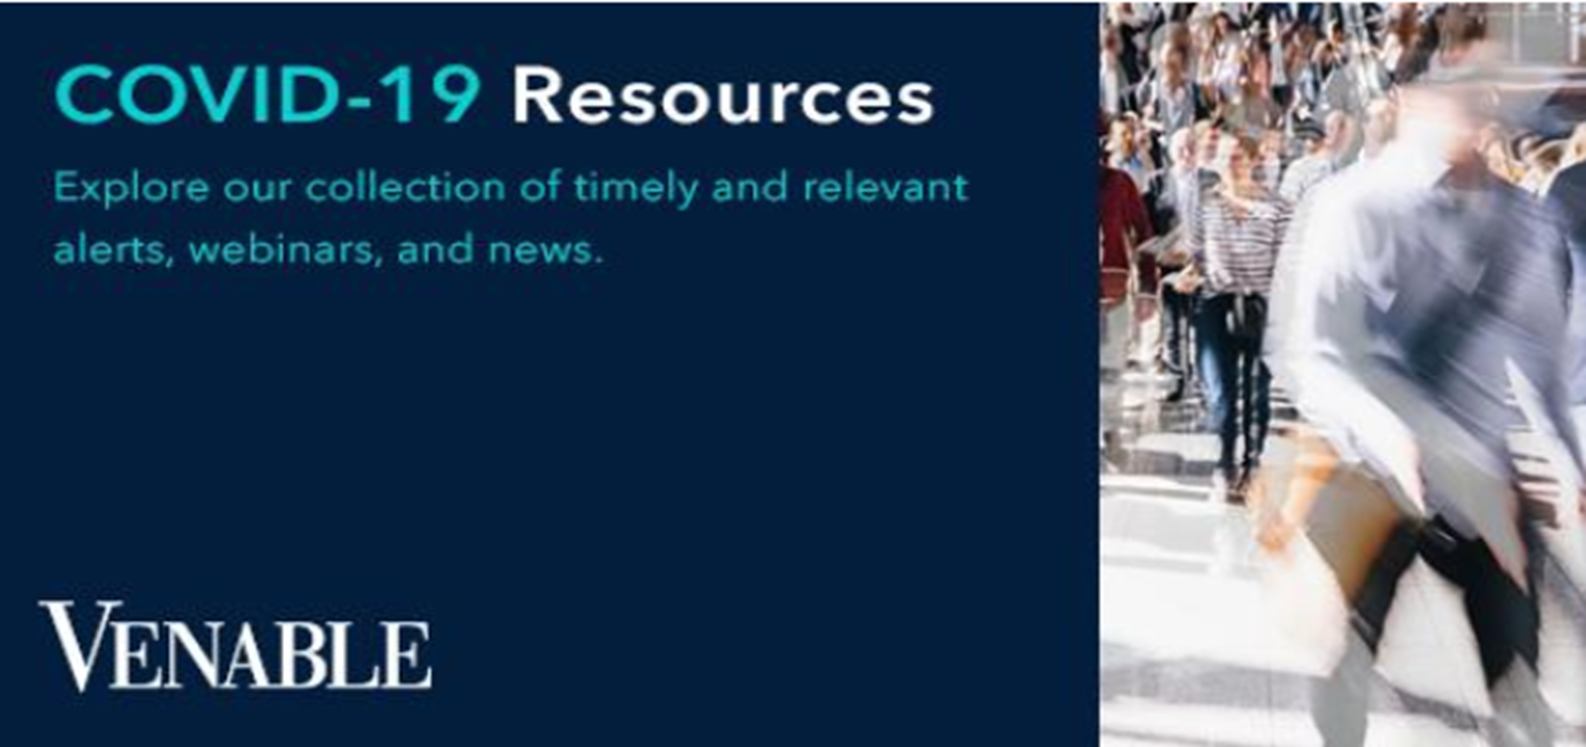 COVID-19 Resources
Explore our collection of timely and relevant
alerts, webinars, and news.
VENABLE